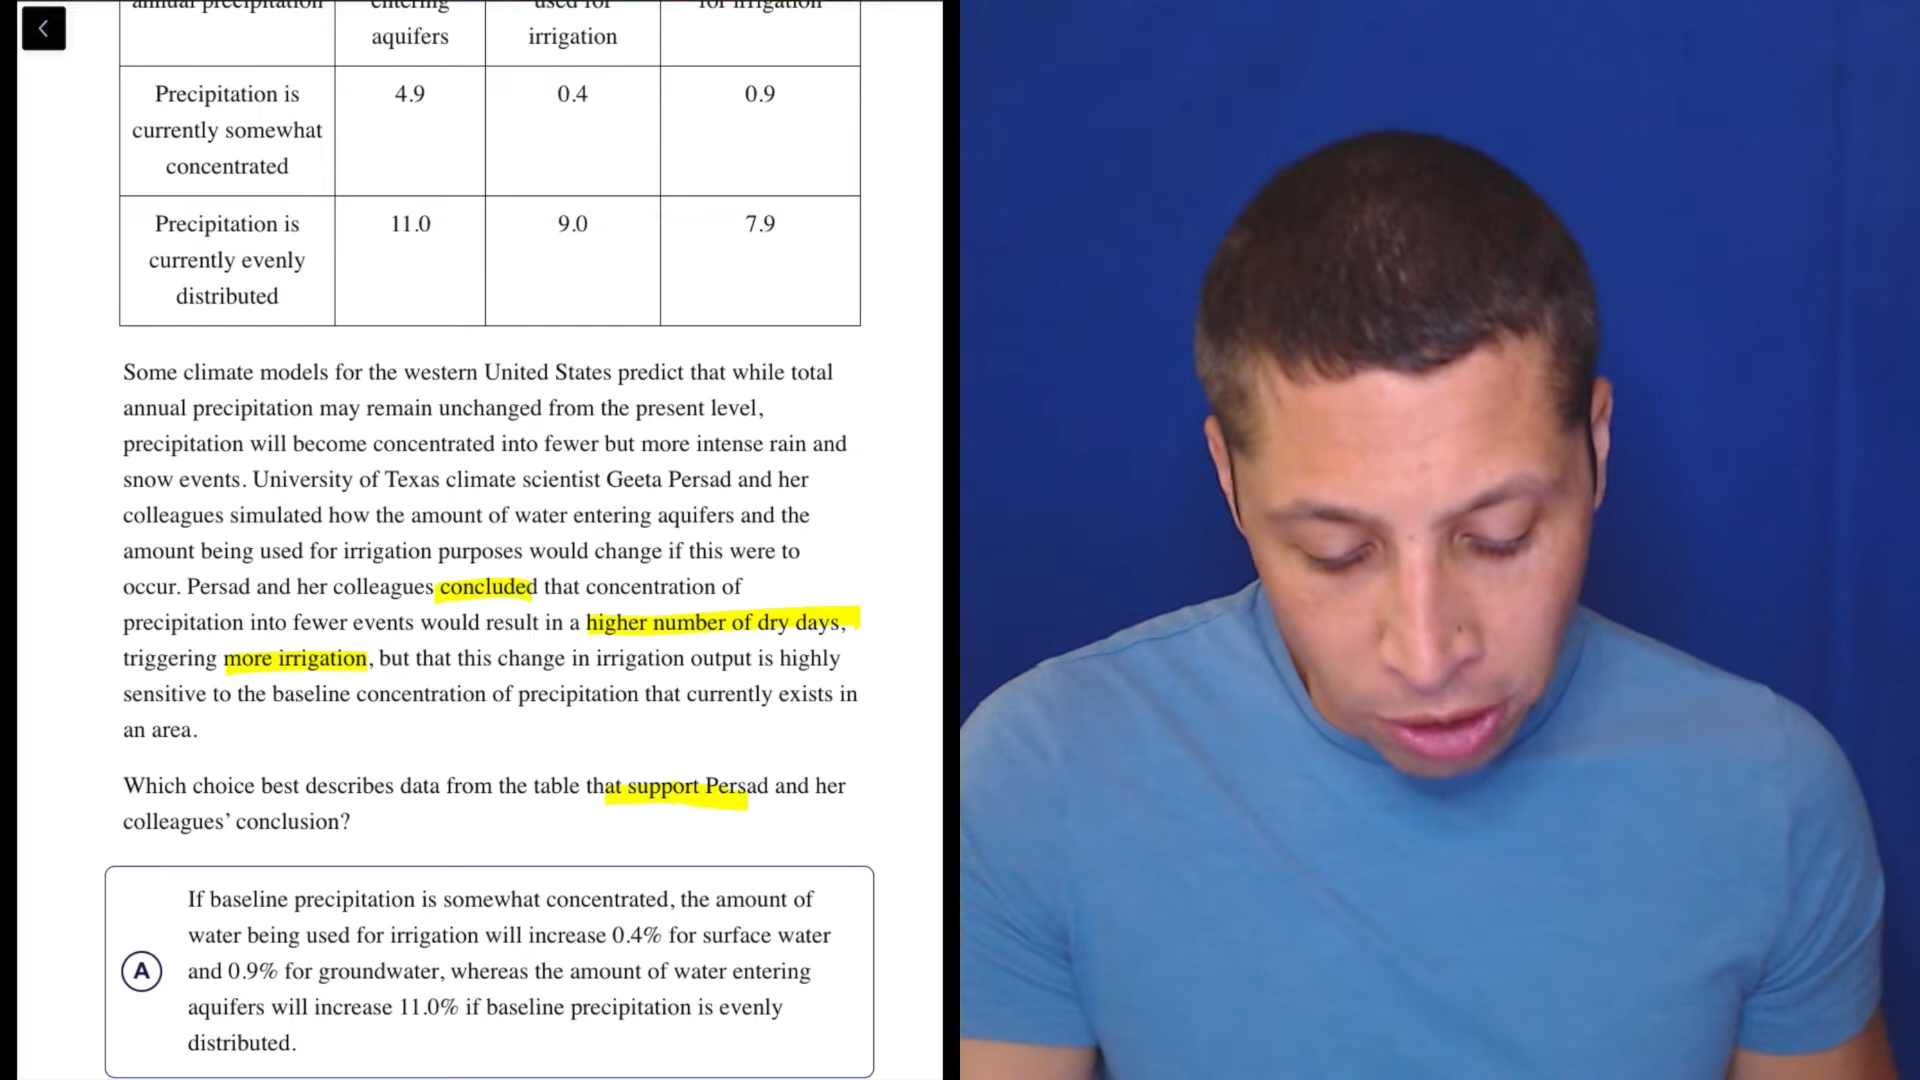 annual precipitation
entering
used for
for irrigation
aquifers
irrigation
Precipitation is
currently somewhat
concentrated
4.9
0.4
0.9
Precipitation is
currently evenly
distributed
11.0
9.0
7.9
Some climate models for the western United States predict that while total
annual precipitation may remain unchanged from the present level,
precipitation will become concentrated into fewer but more intense rain and
snow events. University of Texas climate scientist Geeta Persad and her
colleagues simulated how the amount of water entering aquifers and the
amount being used for irrigation purposes would change if this were to
occur. Persad and her colleagues concluded that concentration of
precipitation into fewer events would result in a higher number of dry days,
triggering more irrigation, but that this change in irrigation output is highly
sensitive to the baseline concentration of precipitation that currently exists in
an area.
Which choice best describes data from the table that support Persad and her
colleagues’ conclusion?
A
If baseline precipitation is somewhat concentrated, the amount of
water being used for irrigation will increase 0.4% for surface water
and 0.9% for groundwater, whereas the amount of water entering
aquifers will increase 11.0% if baseline precipitation is evenly
distributed.